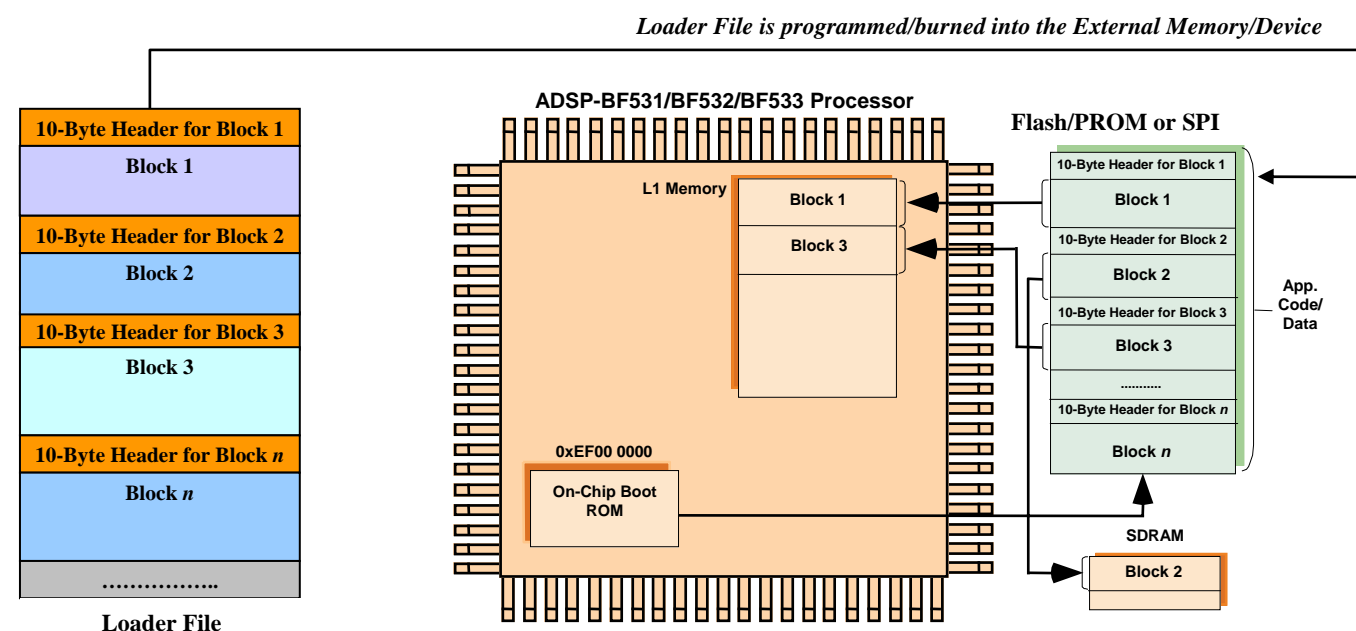 Loader File is programmed/burned into the External Memory/Device
10-Byte Header for Block 1
Block 1
10-Byte Header for Block 2
Block 2
10-Byte Header for Block 3
Block 3
10-Byte Header for Block n
Block n
………………..
Loader File
ADSP-BF531/BF532/BF533 Processor
L1 Memory
Block 1
Block 3
0xEF00 0000
On-Chip Boot
ROM
Flash/PROM or SPI
10-Byte Header for Block 1
Block 1
10-Byte Header for Block 2
Block 2
10-Byte Header for Block 3
Block 3
...........
10-Byte Header for Block n
Block n
App.
Code/
Data
SDRAM
Block 2